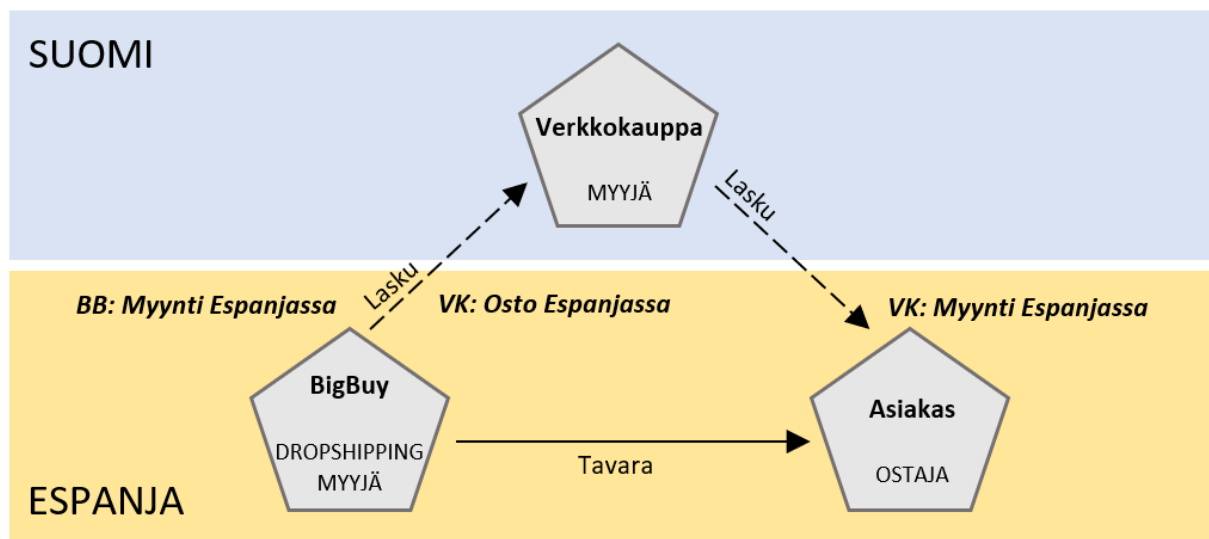 SUOMI
Verkkokauppa
MYYJÄ
Lasku
Lasku
BB: Myynti Espanjassa
VK: Osto Espanjassa
VK: Myynti Espanjassa
BigBuy
DROPSHIPPING
MYYJÄ
Tavara
Asiakas
OSTAJA
ESPANJA